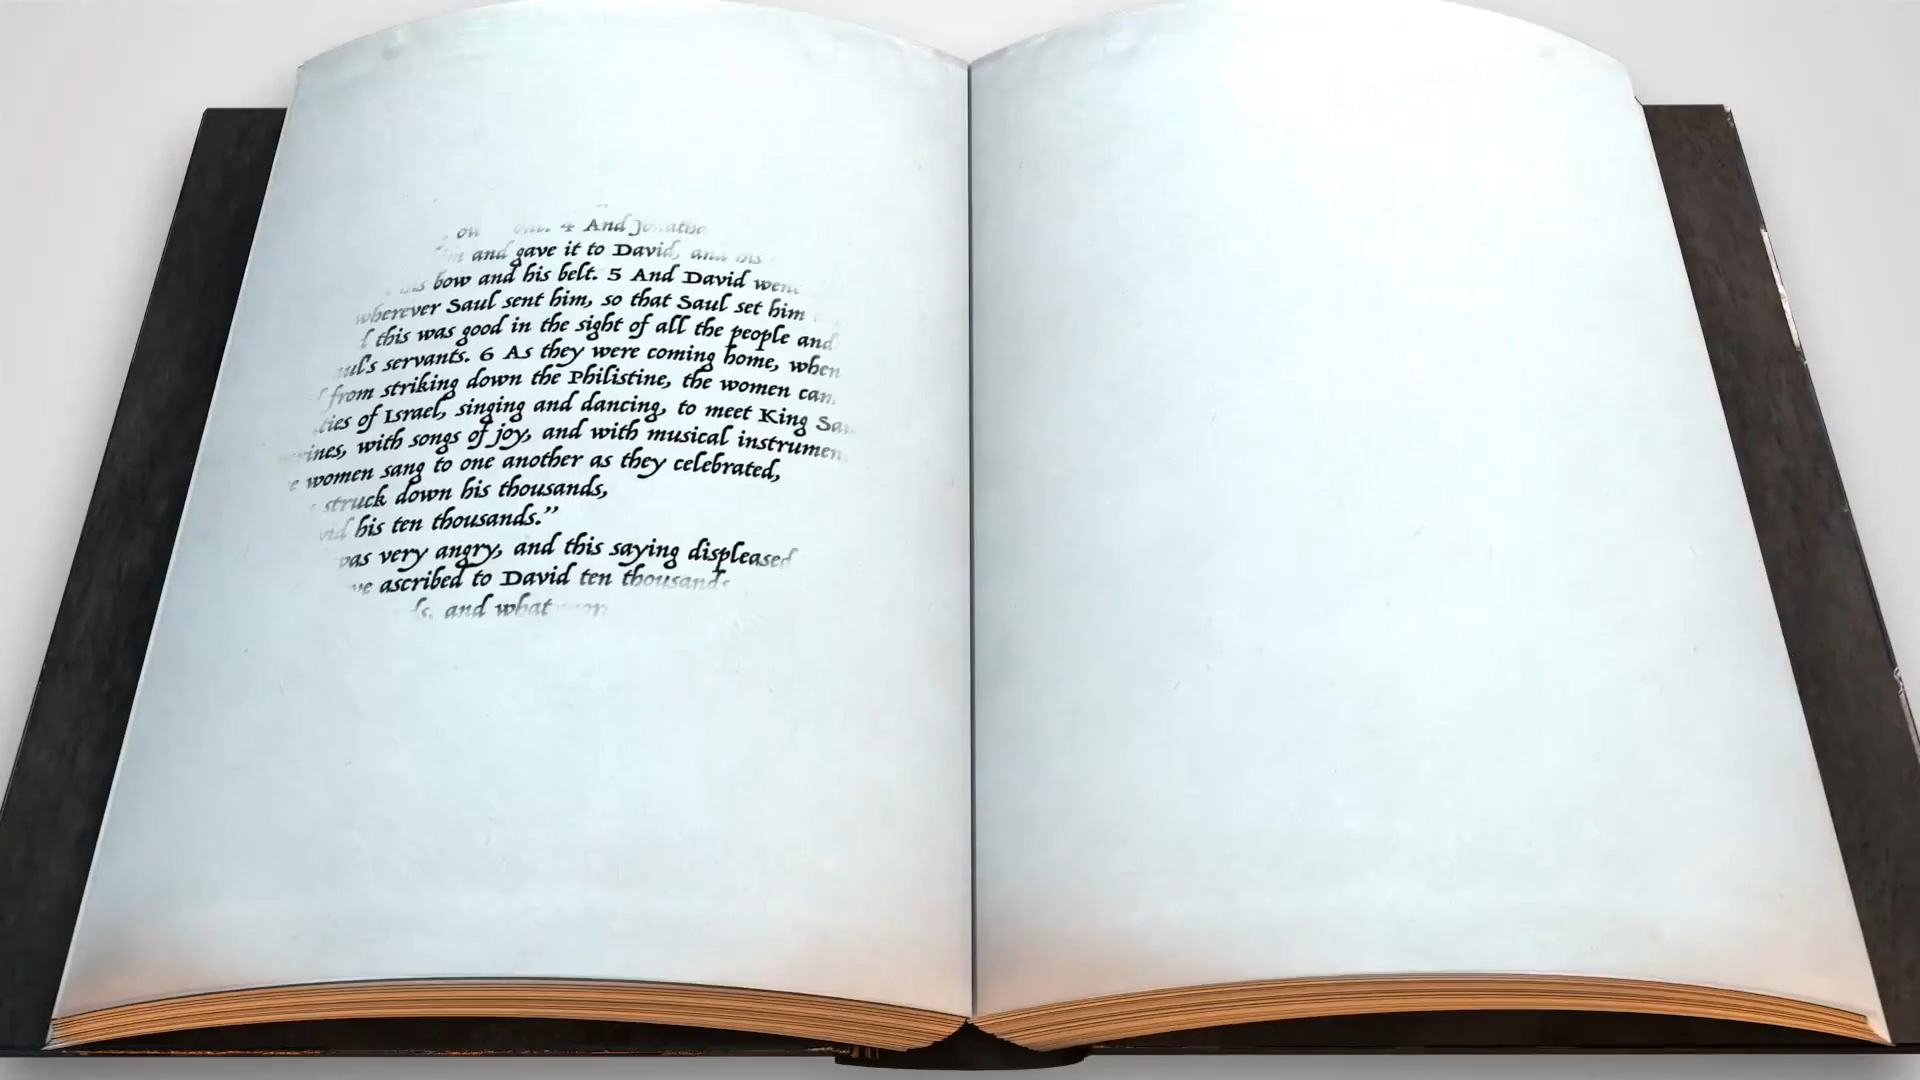 4 And
and gave it to David, and his
bow and his belt. 5 And David went
wherever Saul sent him, so that Saul set him
this was good in the sight of all the people and
servants. 6 As they were coming home, when
from striking down the Philistine, the women
of Israel, singing and dancing, to meet King
with songs of joy, and with musical
women sang to one another as they celebrated,
struck down his thousands,
his ten thousands.”
very angry, and this saying displeased
ascribed to David ten thousands
and what